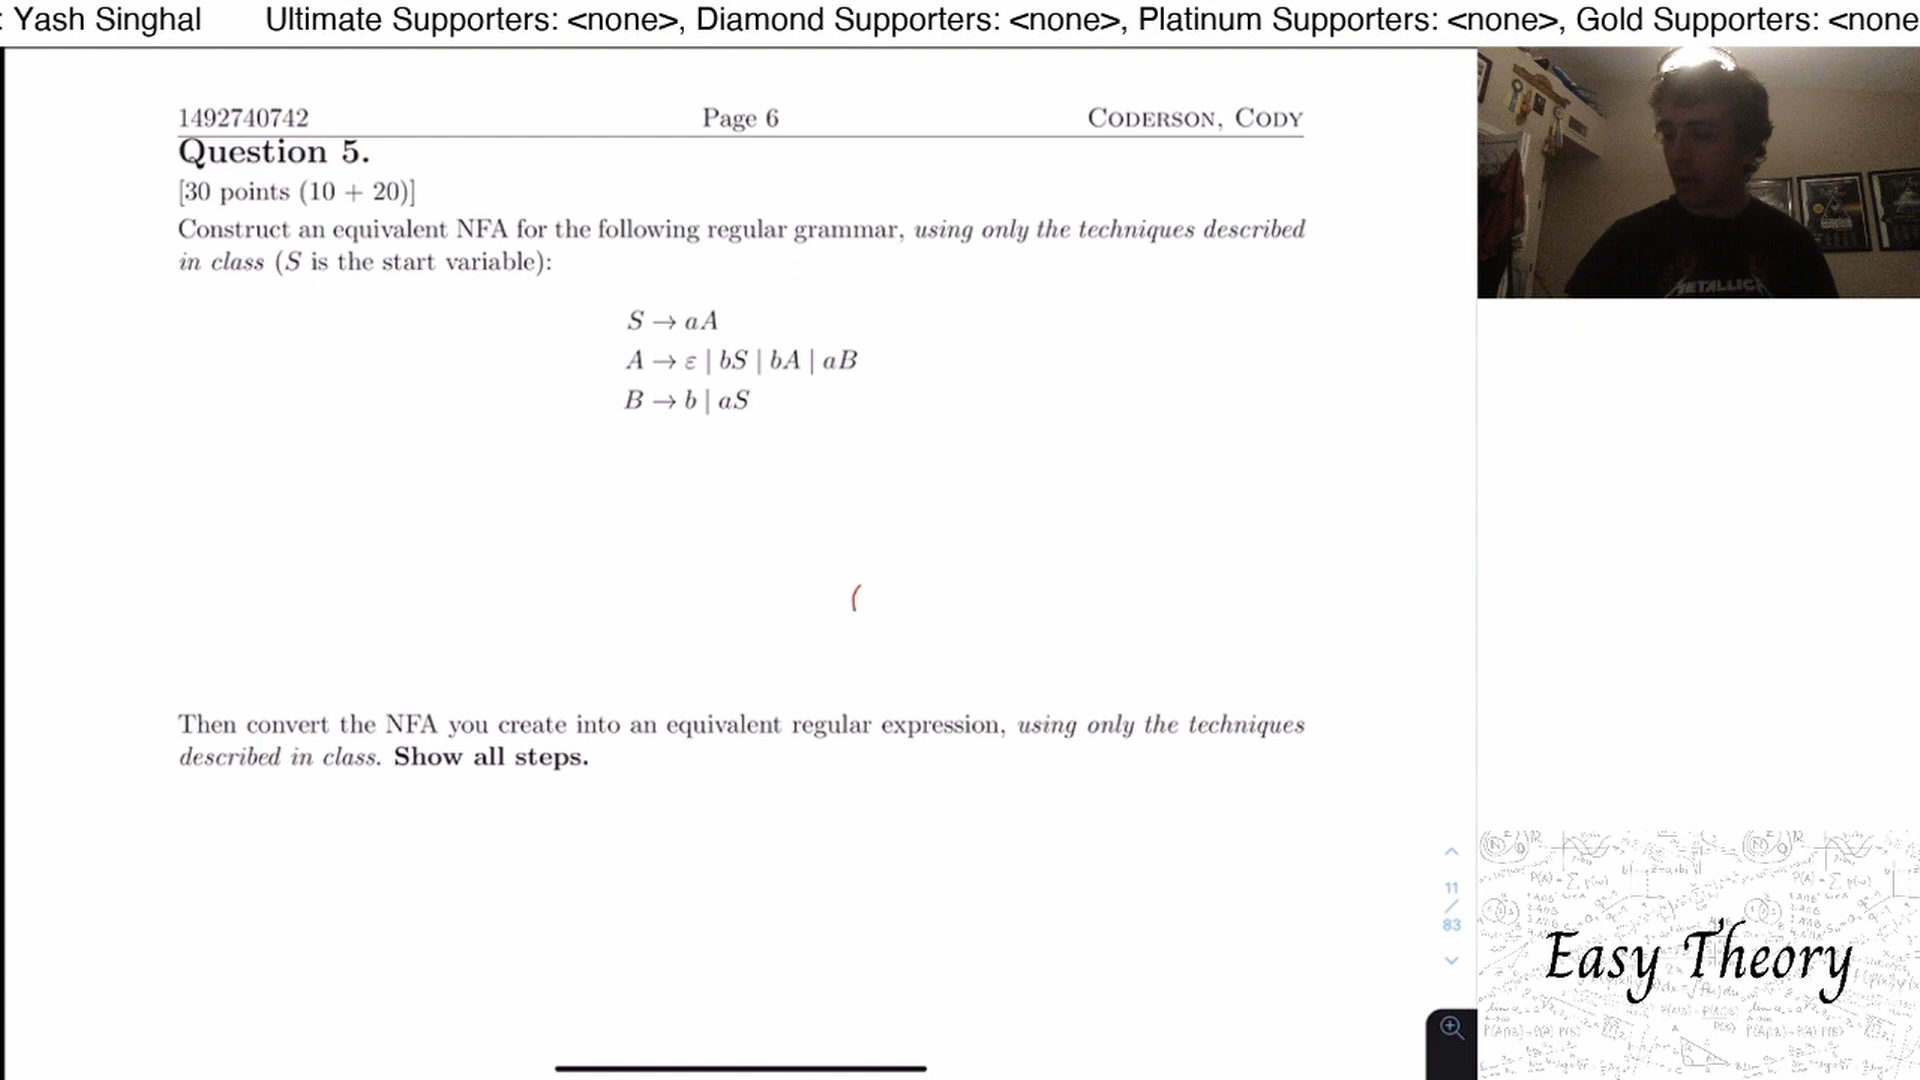 : Yash Singhal Ultimate Supporters: <none>, Diamond Supporters: <none>, Platinum Supporters: <none>, Gold Supporters: <none
1492740742 Page 6 CODERSON, CODY
Question 5.
[30 points (10 + 20)]
Construct an equivalent NFA for the following regular grammar, using only the techniques described
in class (S is the start variable):
S → aA
A → ε | bS | bA | aB
B → b | aS
(
Then convert the NFA you create into an equivalent regular expression, using only the techniques
described in class. Show all steps.
METALLICA
11
/
83
Easy Theory